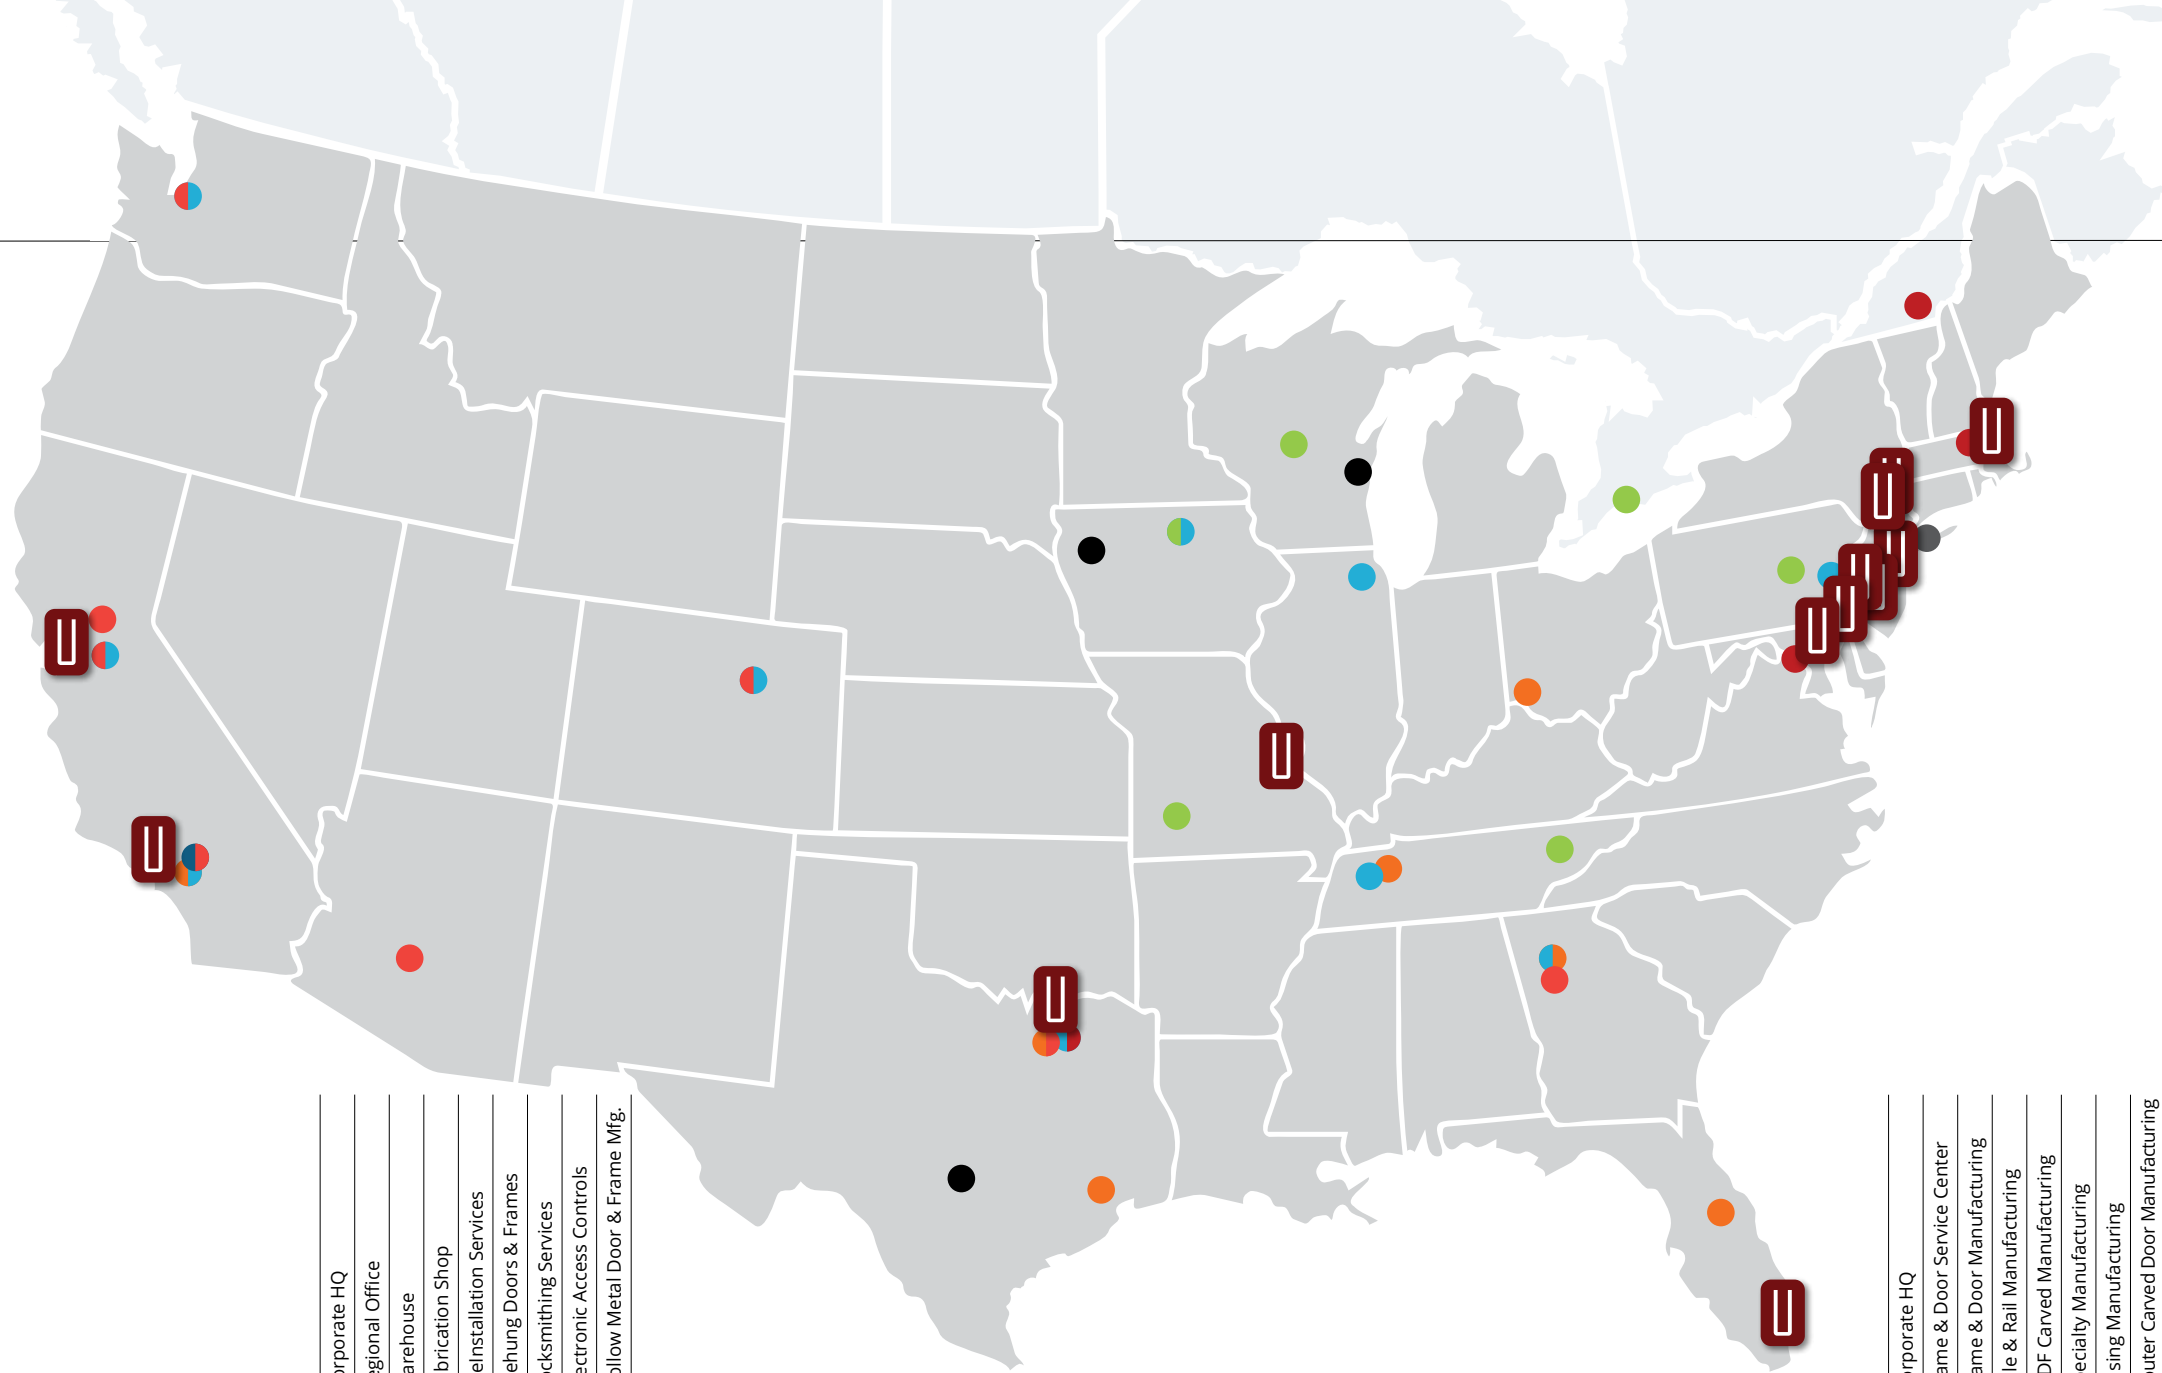 rporate HQ
egional Office
arehouse
brication Shop
eInstallation Services
ehung Doors & Frames
cksmithing Services
ectronic Access Controls
ollow Metal Door & Frame Mfg.
rporate HQ
ame & Door Service Center
ame & Door Manufacturing
le & Rail Manufacturing
DF Carved Manufacturing
ecialty Manufacturing
sing Manufacturing
uter Carved Door Manufacturing